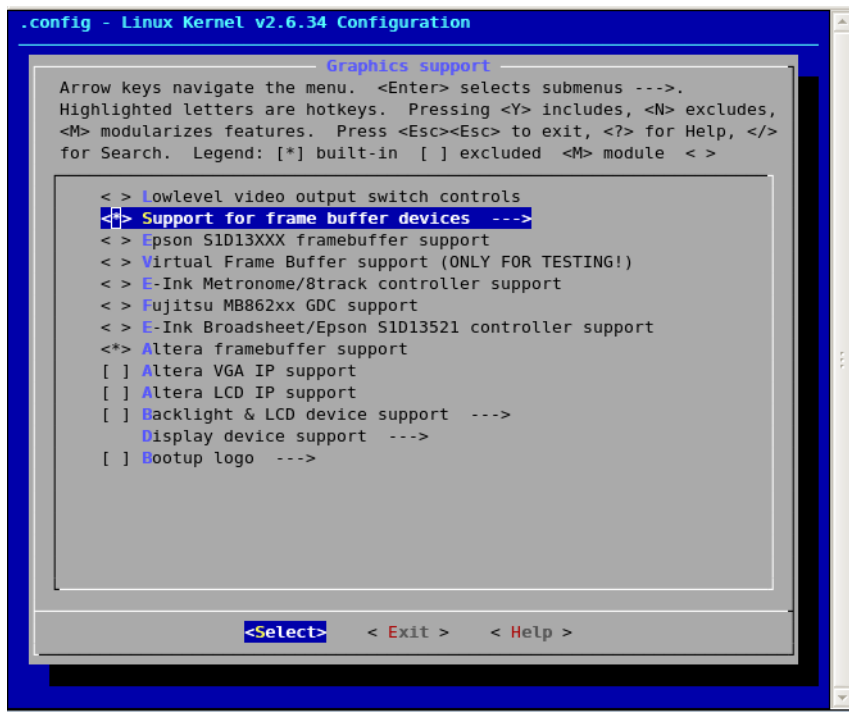 .config - Linux Kernel v2.6.34 Configuration
Graphics support
Arrow keys navigate the menu.  <Enter> selects submenus --->.
Highlighted letters are hotkeys.  Pressing <Y> includes, <N> excludes,
<M> modularizes features.  Press <Esc><Esc> to exit, <?> for Help, </>
for Search.  Legend: [*] built-in  [ ] excluded  <M> module  < >
< > Lowlevel video output switch controls
<*> Support for frame buffer devices  --->
< > Epson S1D13XXX framebuffer support
< > Virtual Frame Buffer support (ONLY FOR TESTING!)
< > E-Ink Metronome/8track controller support
< > Fujitsu MB862xx GDC support
< > E-Ink Broadsheet/Epson S1D13521 controller support
<*> Altera framebuffer support
[ ] Altera VGA IP support
[ ] Altera LCD IP support
[ ] Backlight & LCD device support  --->
Display device support  --->
[ ] Bootup logo  --->
<Select>    < Exit >    < Help >